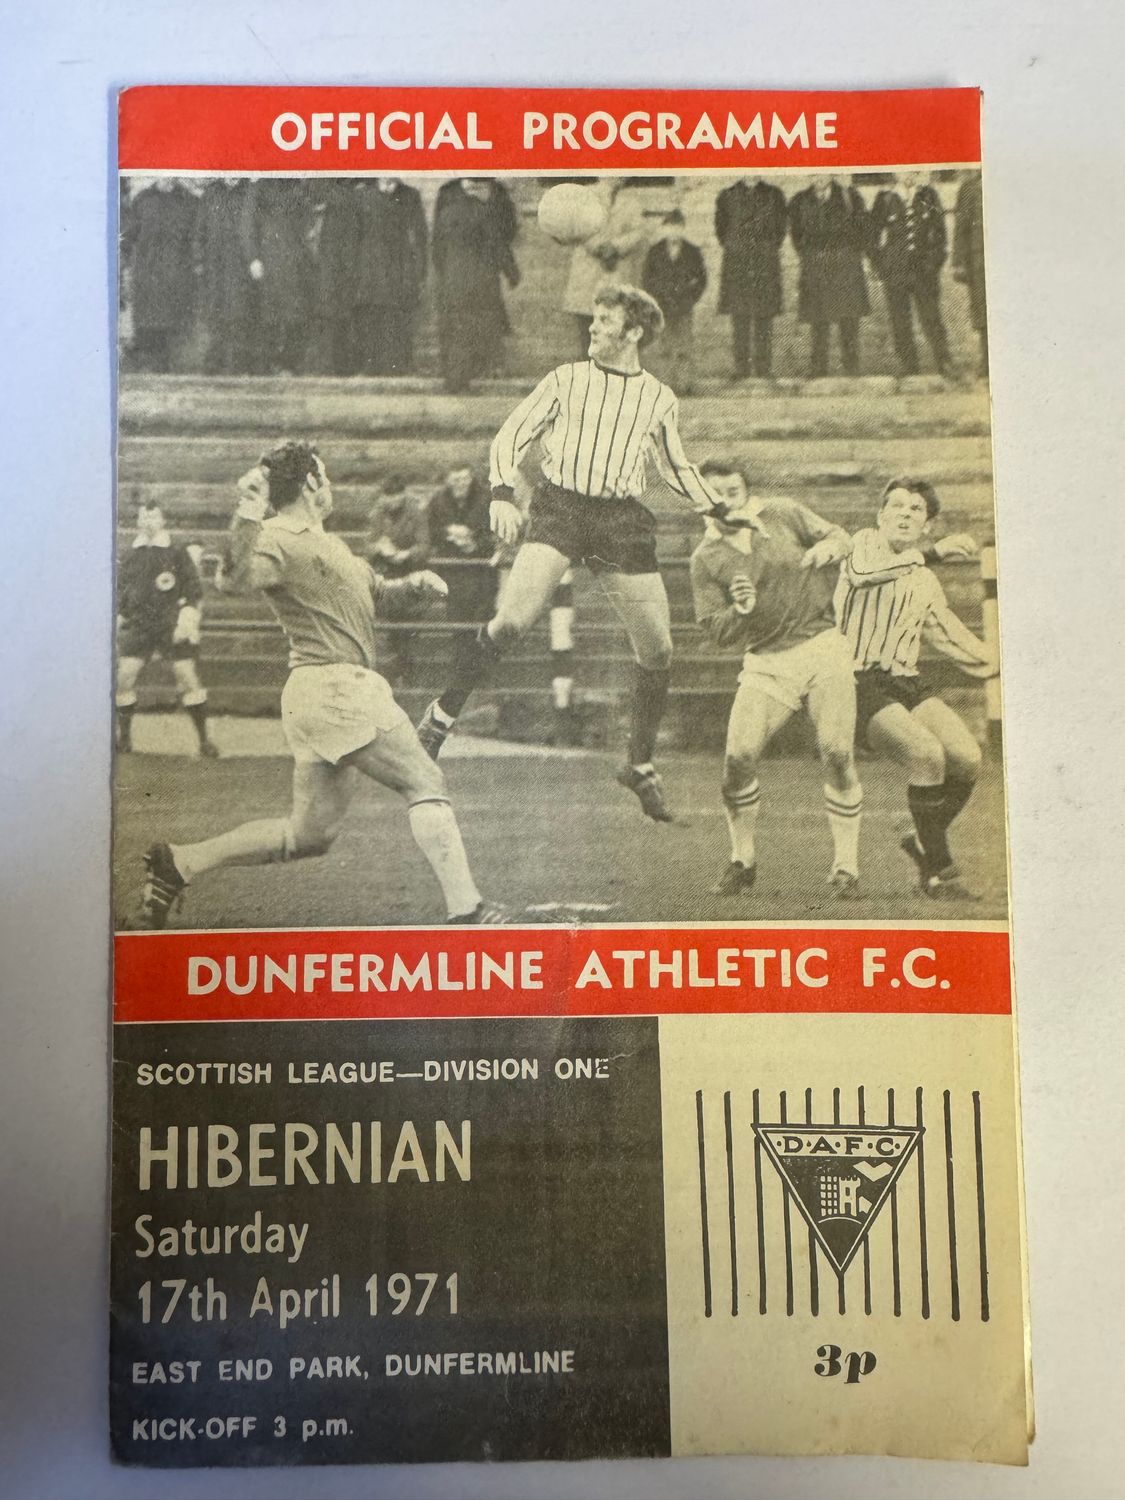 OFFICIAL PROGRAMME
DUNFERMLINE ATHLETIC F.C.
SCOTTISH LEAGUE—DIVISION ONE
HIBERNIAN
Saturday
17th April 1971
EAST END PARK, DUNFERMLINE
KICK-OFF 3 p.m.
·D·A·F·C·
3p